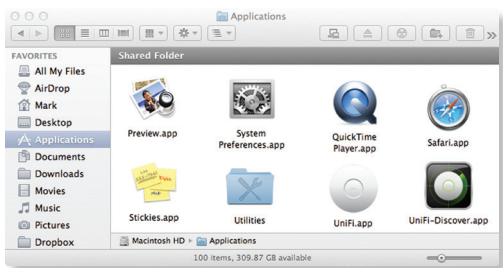 Applications
FAVORITES
All My Files
AirDrop
Mark
Desktop
Applications
Documents
Downloads
Movies
Music
Pictures
Dropbox
Shared Folder
Preview.app
System
Preferences.app
QuickTime
Player.app
Safari.app
Stickies.app
Utilities
UniFi.app
UniFi-Discover.app
Macintosh HD ▸ Applications
100 items, 309.87 GB available